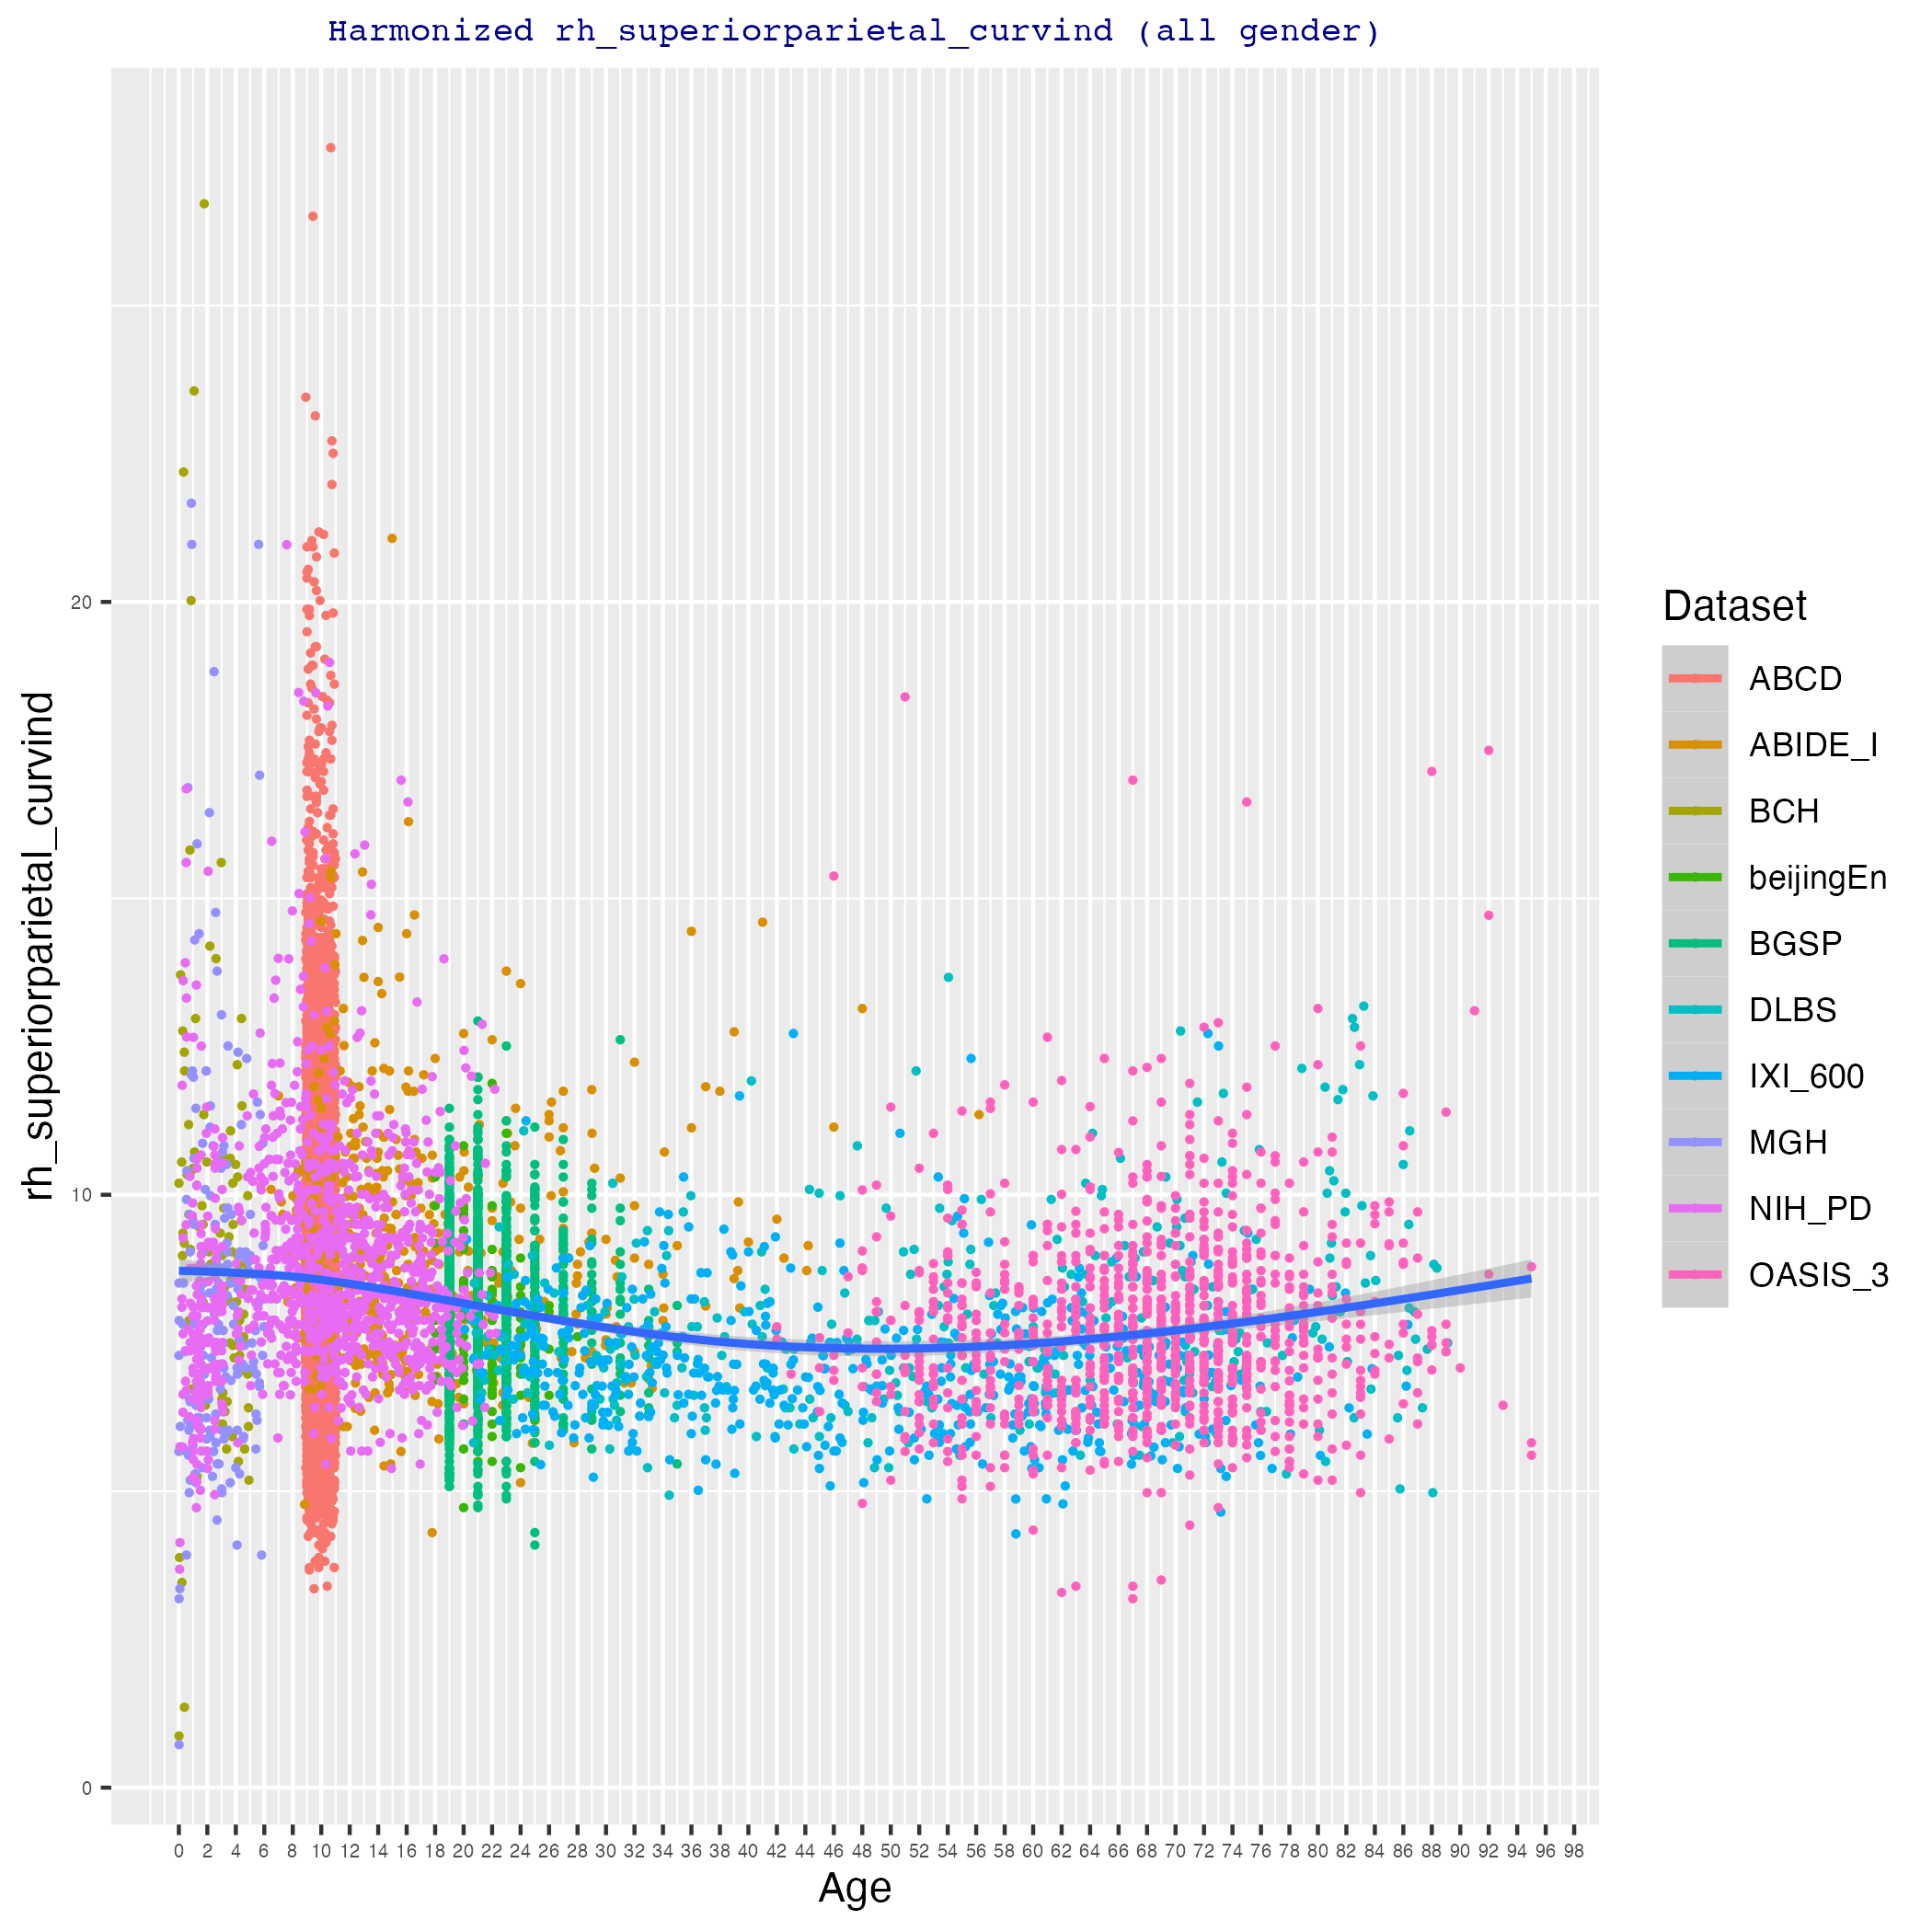 Harmonized rh_superiorparietal_curvind (all gender)
rh_superiorparietal_curvind
20
10
0
0 2 4 6 8 10 12 14 16 18 20 22 24 26 28 30 32 34 36 38 40 42 44 46 48 50 52 54 56 58 60 62 64 66 68 70 72 74 76 78 80 82 84 86 88 90 92 94 96 98
Age
Dataset
ABCD
ABIDE_I
BCH
beijingEn
BGSP
DLBS
IXI_600
MGH
NIH_PD
OASIS_3